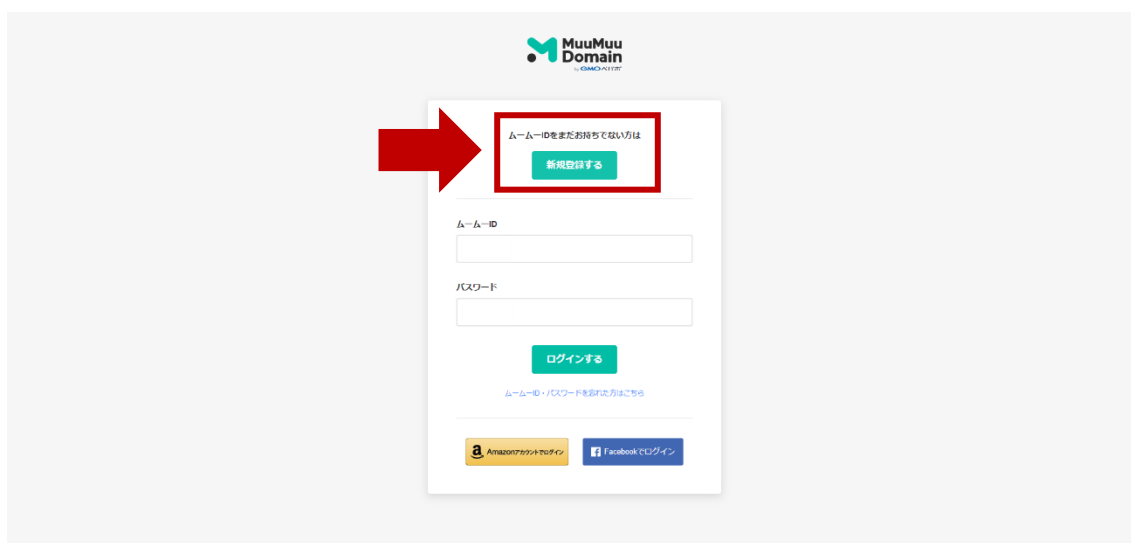 MuuMuu
Domain
by GMOペパボ
ムームーIDをまだお持ちでない方は
新規登録する
ムームーID
パスワード
ログインする
ムームーID・パスワードを忘れた方はこちら
Amazonアカウントでログイン
Facebookでログイン